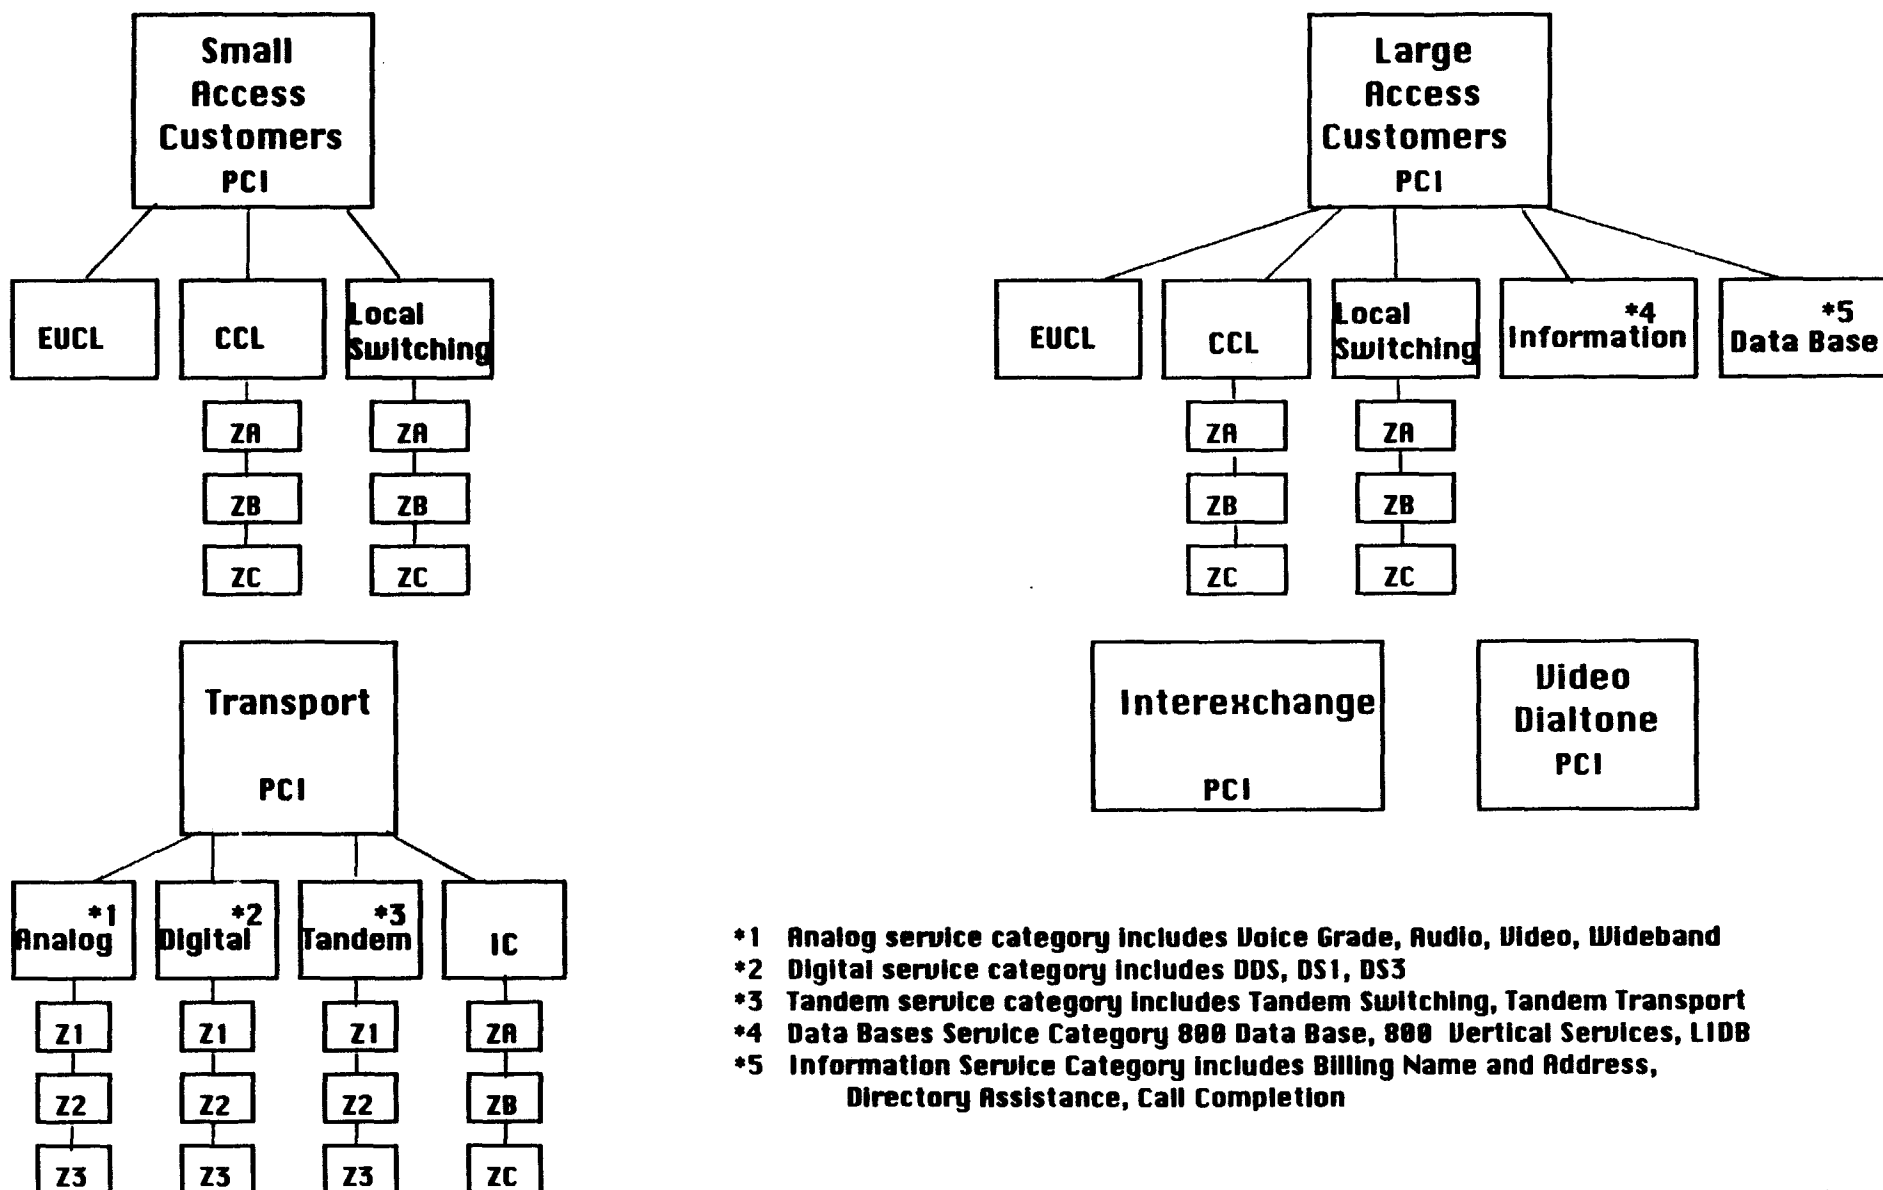 Small
Access
Customers
PCI
EUCL
CCL
Local
Switching
ZA
ZB
ZC
ZA
ZB
ZC
Large
Access
Customers
PCI
EUCL
CCL
Local
Switching
*4
Information
*5
Data Base
ZA
ZB
ZC
ZA
ZB
ZC
Transport
PCI
*1
Analog
*2
Digital
*3
Tandem
IC
Z1
Z2
Z3
Z1
Z2
Z3
Z1
Z2
Z3
ZA
ZB
ZC
Interexchange
PCI
Video
Dialtone
PCI
*1 Analog service category includes Voice Grade, Audio, Video, Wideband
*2 Digital service category includes DDS, DS1, DS3
*3 Tandem service category includes Tandem Switching, Tandem Transport
*4 Data Bases Service Category 800 Data Base, 800 Vertical Services, LIDB
*5 Information Service Category includes Billing Name and Address,
Directory Assistance, Call Completion